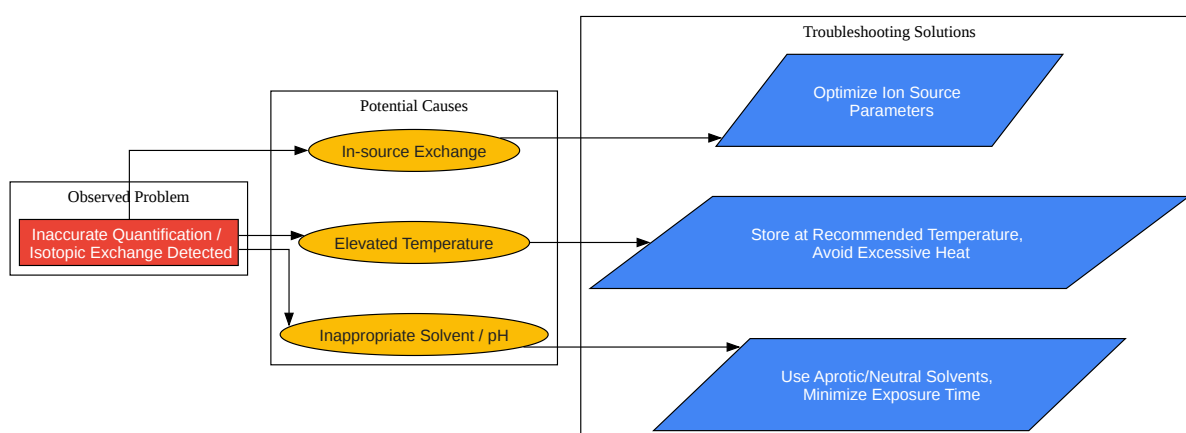 Observed Problem
Inaccurate Quantification /
Isotopic Exchange Detected
Potential Causes
In-source Exchange
Elevated Temperature
Inappropriate Solvent / pH
Troubleshooting Solutions
Optimize Ion Source
Parameters
Store at Recommended Temperature,
Avoid Excessive Heat
Use Aprotic/Neutral Solvents,
Minimize Exposure Time